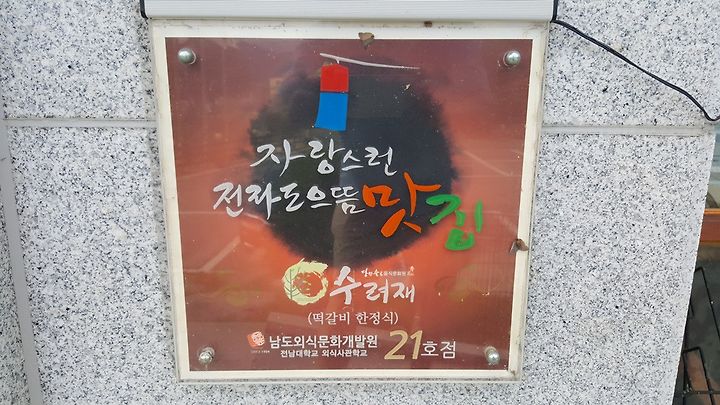 자랑스런
전라도으뜸맛집
수려재
(떡갈비 한정식)
남도외식문화개발원
전남대학교 외식사관학교
21호점